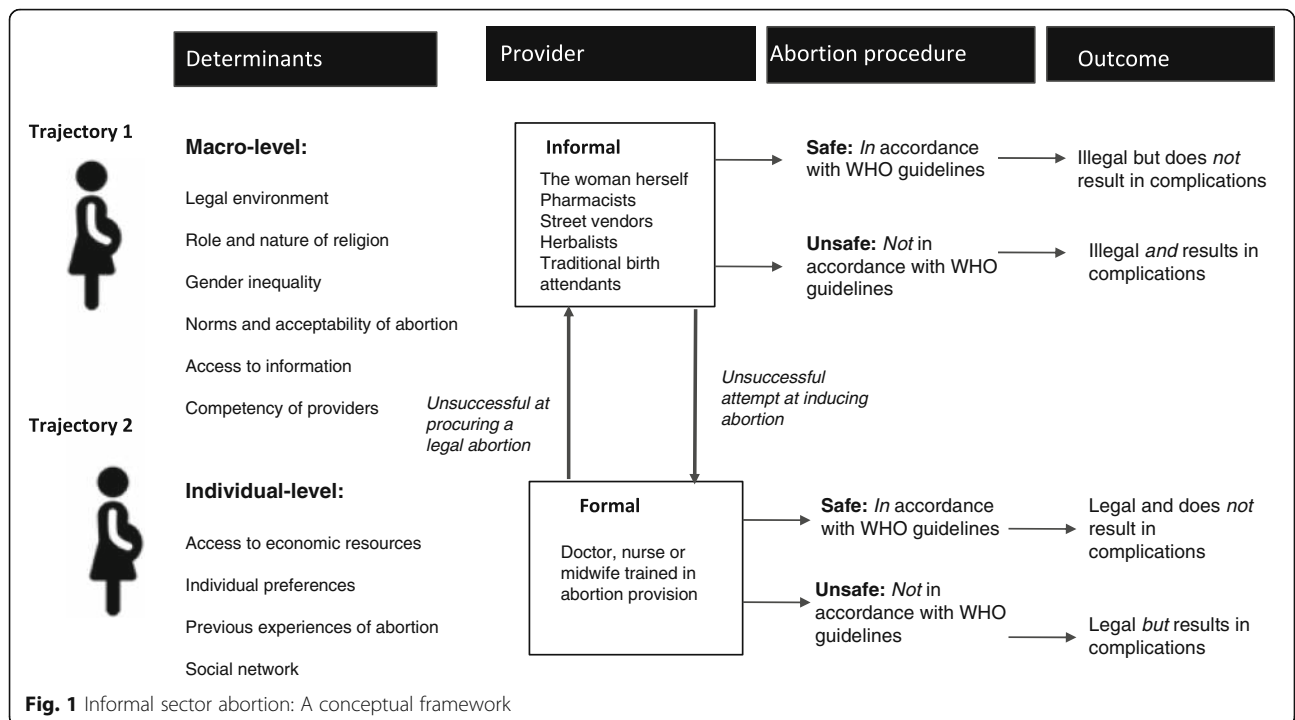 Determinants
Provider
Abortion procedure
Outcome
Trajectory 1
Macro-level:
Legal environment
Role and nature of religion
Gender inequality
Norms and acceptability of abortion
Access to information
Competency of providers
Trajectory 2
Individual-level:
Access to economic resources
Individual preferences
Previous experiences of abortion
Social network
Informal
The woman herself
Pharmacists
Street vendors
Herbalists
Traditional birth
attendants
Unsuccessful at
procuring a
legal abortion
Unsuccessful
attempt at inducing
abortion
Formal
Doctor, nurse or
midwife trained in
abortion provision
Safe: In accordance
with WHO guidelines
Illegal but does not
result in complications
Unsafe: Not in
accordance with WHO
guidelines
Illegal and results in
complications
Safe: In accordance
with WHO guidelines
Legal and does not
result in
complications
Unsafe: Not in
accordance with WHO
guidelines
Legal but results in
complications
Fig. 1 Informal sector abortion: A conceptual framework